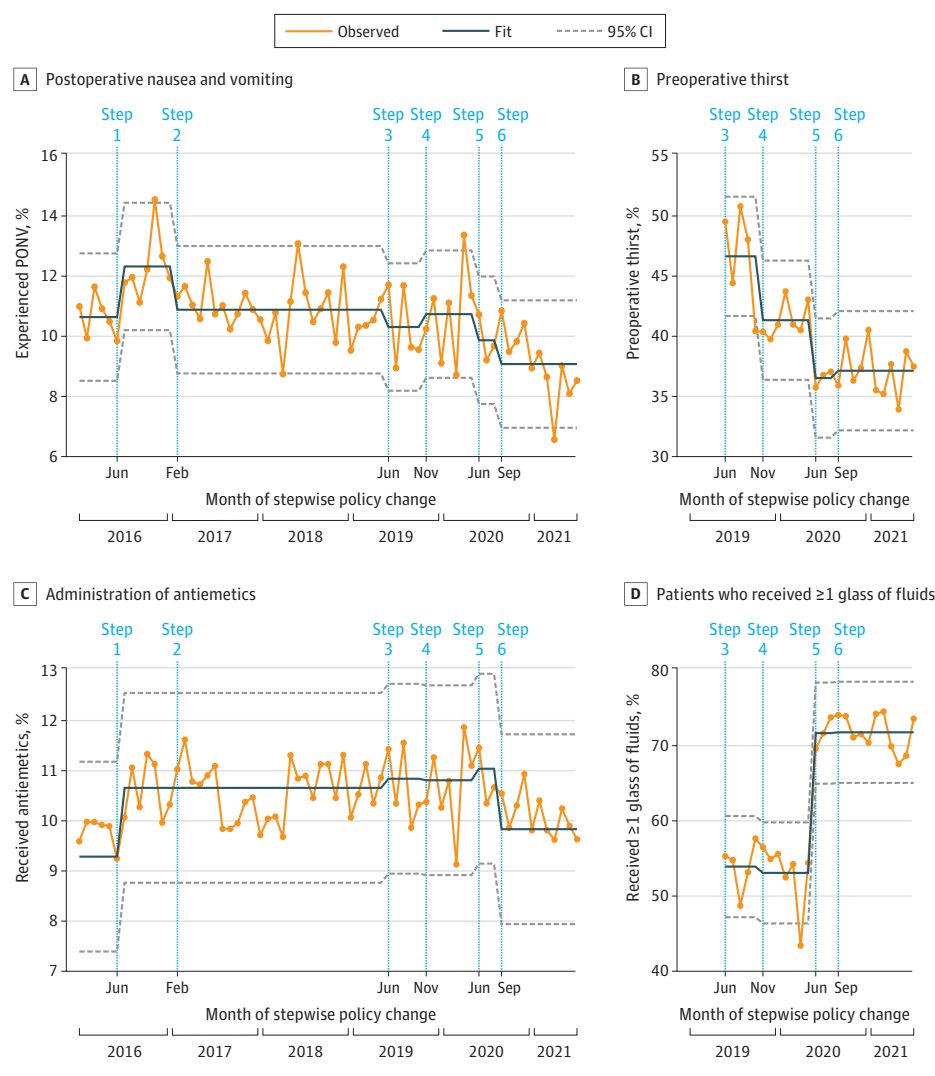 Observed Fit 95% CI
A Postoperative nausea and vomiting
Step 1 Step 2 Step 3 Step 4 Step 5 Step 6
Experienced PONV, %
16
14
12
10
8
6
Jun Feb Jun Nov Jun Sep
Month of stepwise policy change
2016 2017 2018 2019 2020 2021
B Preoperative thirst
Step 3 Step 4 Step 5 Step 6
Preoperative thirst, %
55
50
45
40
35
30
Jun Nov Jun Sep
Month of stepwise policy change
2019 2020 2021
C Administration of antiemetics
Step 1 Step 2 Step 3 Step 4 Step 5 Step 6
Received antiemetics, %
13
12
11
10
9
8
7
Jun Feb Jun Nov Jun Sep
Month of stepwise policy change
2016 2017 2018 2019 2020 2021
D Patients who received ≥1 glass of fluids
Step 3 Step 4 Step 5 Step 6
Received ≥1 glass of fluids, %
80
70
60
50
40
Jun Nov Jun Sep
Month of stepwise policy change
2019 2020 2021